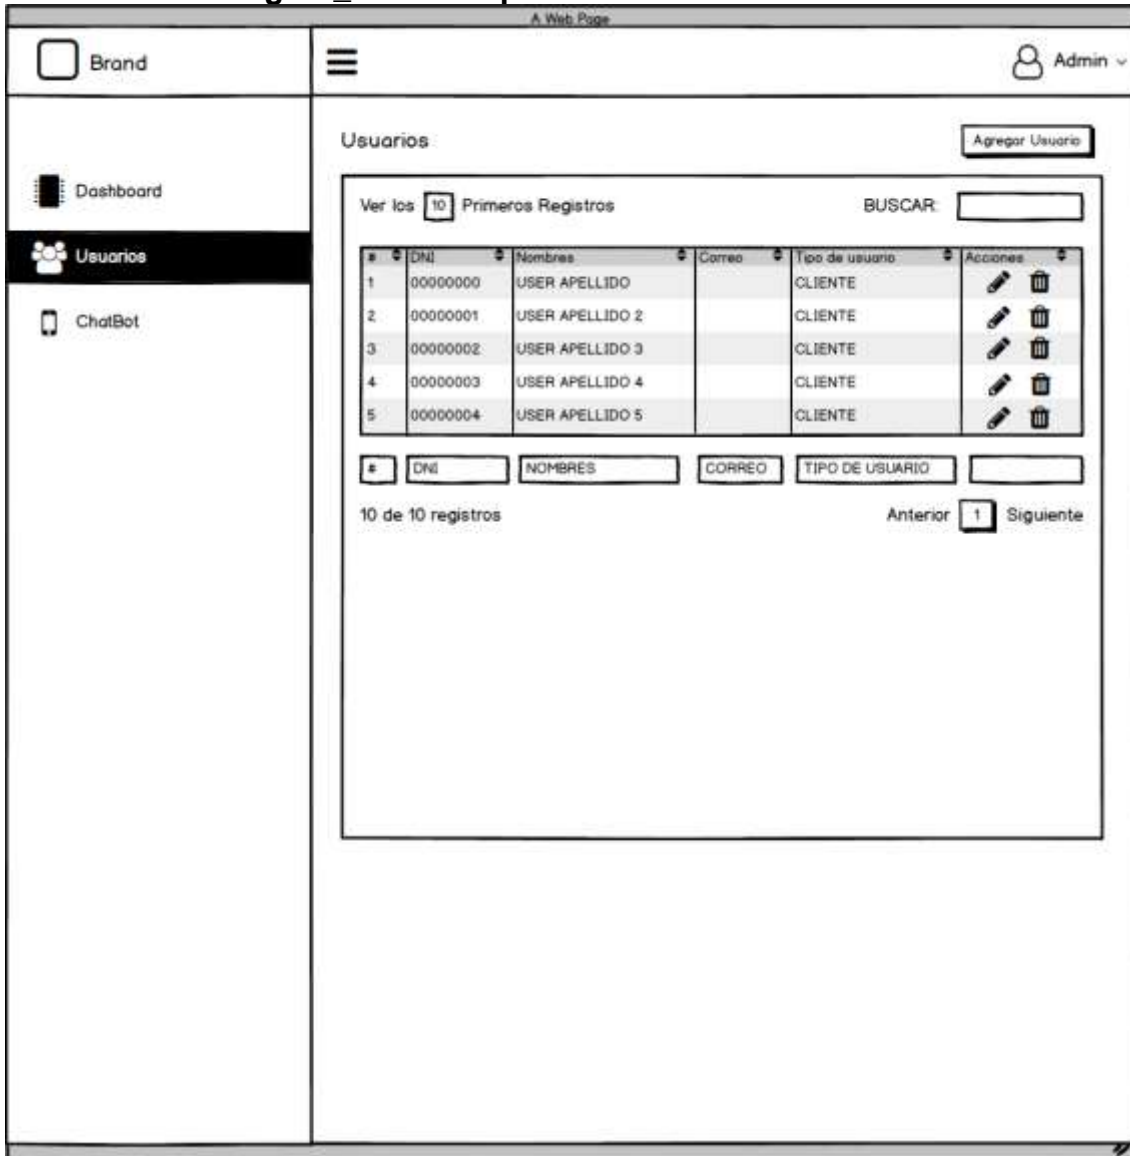 A Web Page
Brand
Admin
Usuarios
Agregar Usuario
Dashboard
Usuarios
ChatBot
Ver los 10 Primeros Registros BUSCAR:
# DNI Nombres Correo Tipo de usuario Acciones
1 00000000 USER APELLIDO CLIENTE
2 00000001 USER APELLIDO 2 CLIENTE
3 00000002 USER APELLIDO 3 CLIENTE
4 00000003 USER APELLIDO 4 CLIENTE
5 00000004 USER APELLIDO 5 CLIENTE
# DNI NOMBRES CORREO TIPO DE USUARIO
10 de 10 registros Anterior 1 Siguiente